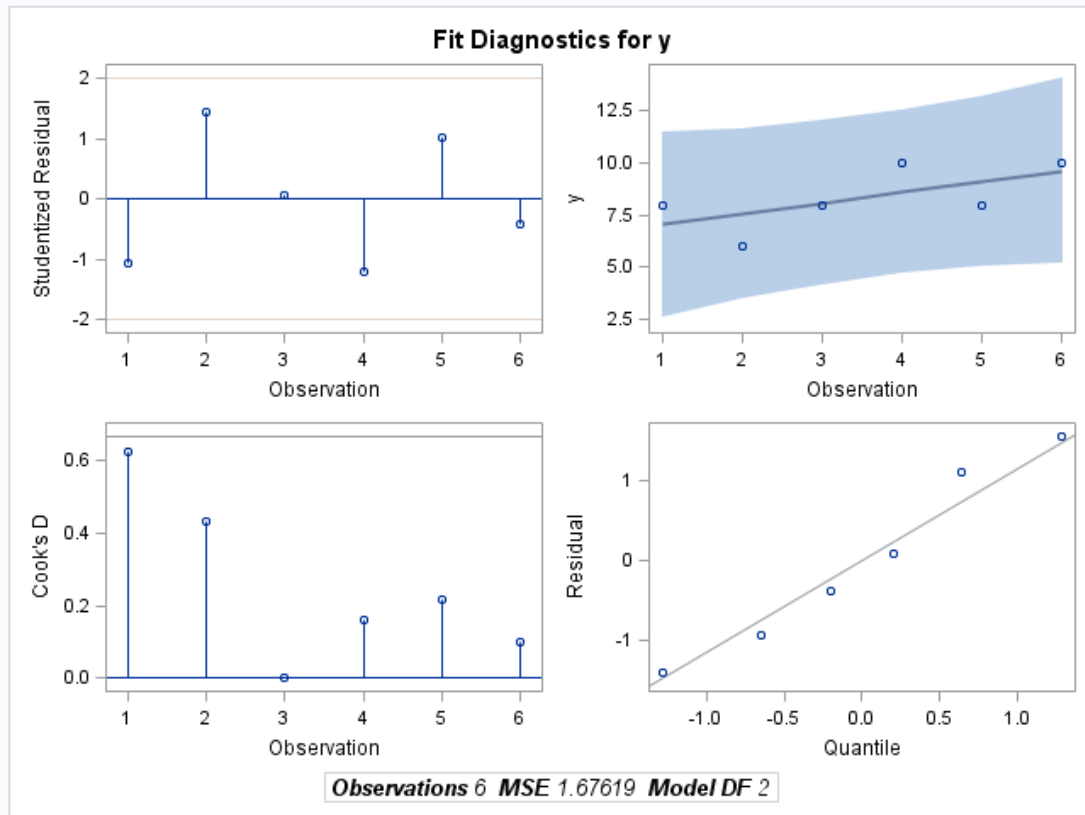 Fit Diagnostics for y
2
1
0
-1
-2
Studentized Residual
1 2 3 4 5 6
Observation
12.5
10.0
7.5
5.0
2.5
y
1 2 3 4 5 6
Observation
0.6
0.4
0.2
0.0
Cook's D
1 2 3 4 5 6
Observation
1
0
-1
Residual
-1.0 -0.5 0.0 0.5 1.0
Quantile
Observations 6 MSE 1.67619 Model DF 2